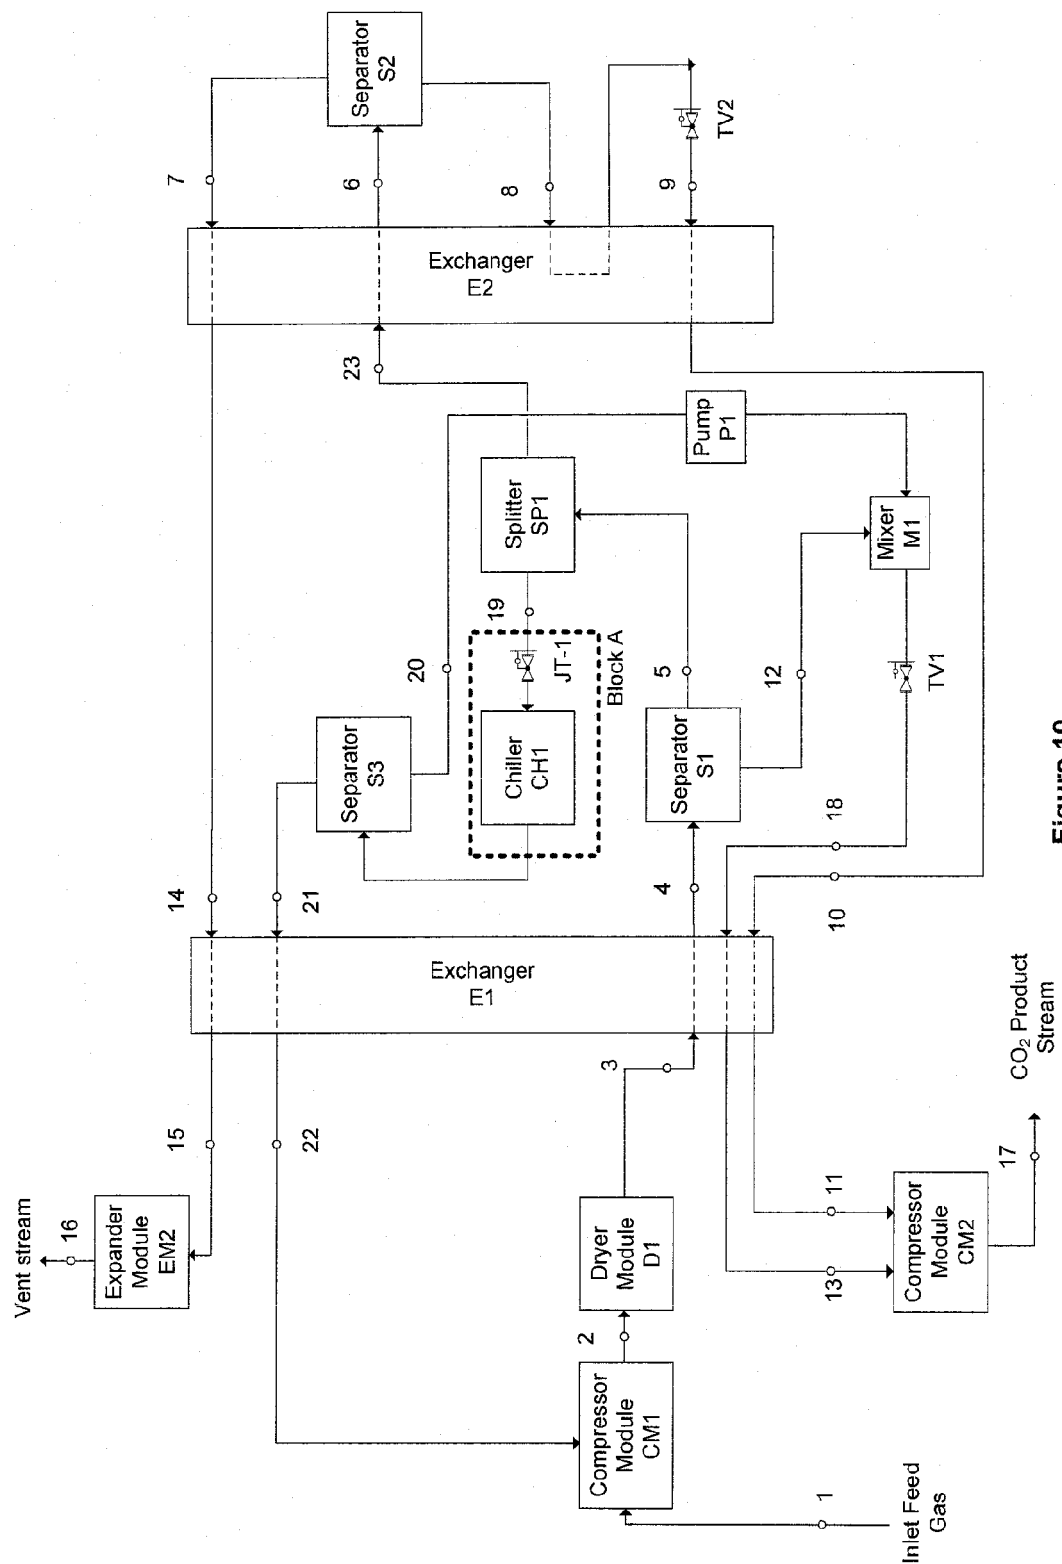 Vent stream
16
Expander
Module
EM2
15
14
7
Separator
S2
6
8
9
TV2
Exchanger
E2
23
22
21
Separator
S3
20
Splitter
SP1
19
JT-1
Block A
Chiller
CH1
Pump
P1
Mixer
M1
Exchanger
E1
Separator
S1
5
4
12
TV1
18
10
3
Dryer
Module
D1
2
Compressor
Module
CM1
1
Inlet Feed
Gas
11
13
Compressor
Module
CM2
17
CO₂ Product
Stream
Figure 10